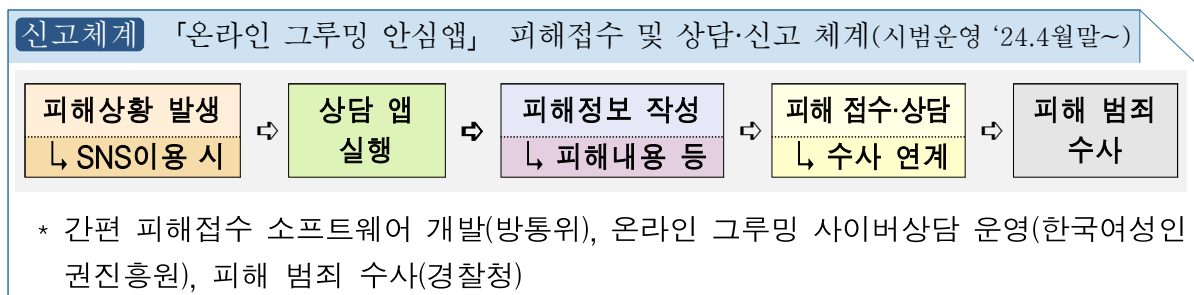 신고체계 「온라인 그루밍 안심앱」 피해접수 및 상담·신고 체계(시범운영 ‘24.4월말~)
피해상황 발생
↳ SNS이용 시
⇨
상담 앱
실행
➪
피해정보 작성
↳ 피해내용 등
⇨
피해 접수·상담
↳ 수사 연계
⇨
피해 범죄
수사
* 간편 피해접수 소프트웨어 개발(방통위), 온라인 그루밍 사이버상담 운영(한국여성인
권진흥원), 피해 범죄 수사(경찰청)